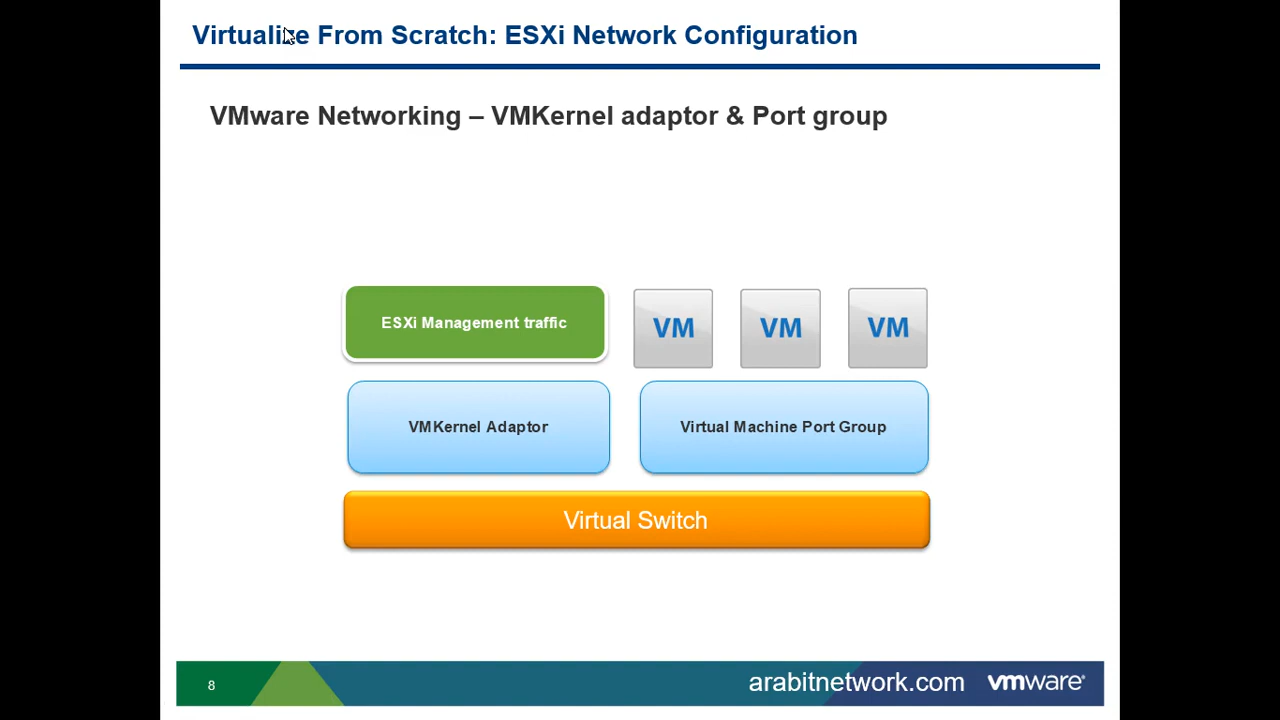 Virtualize From Scratch: ESXi Network Configuration
VMware Networking – VMKernel adaptor & Port group
ESXi Management traffic
VM
VM
VM
VMKernel Adaptor
Virtual Machine Port Group
Virtual Switch
8
arabitnetwork.com
vmware®